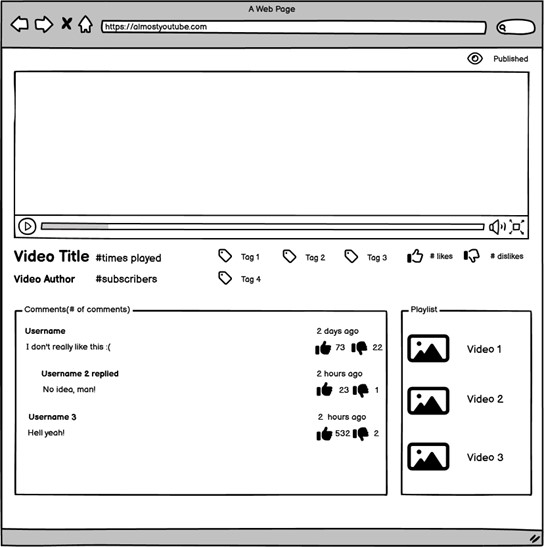 A Web Page
https://almostyoutube.com
Published
Video Title #times played Tag 1 Tag 2 Tag 3 # likes # dislikes
Video Author #subscribers Tag 4
Comments(# of comments)
Username 2 days ago
I don't really like this :( 73 22
Username 2 replied 2 hours ago
No idea, man! 23 1
Username 3 2 hours ago
Hell yeah! 532 2
Playlist
Video 1
Video 2
Video 3